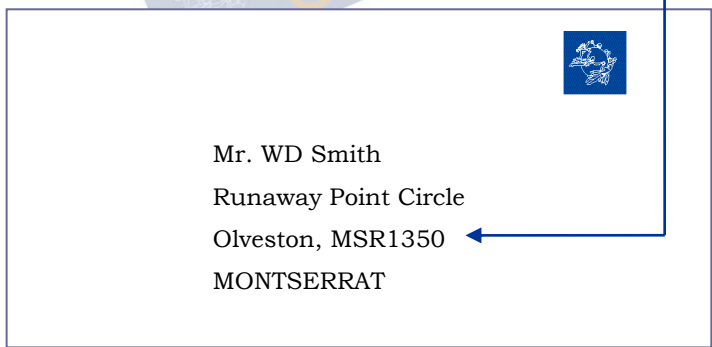 Mr. WD Smith
Runaway Point Circle
Olveston, MSR1350
MONTSERRAT